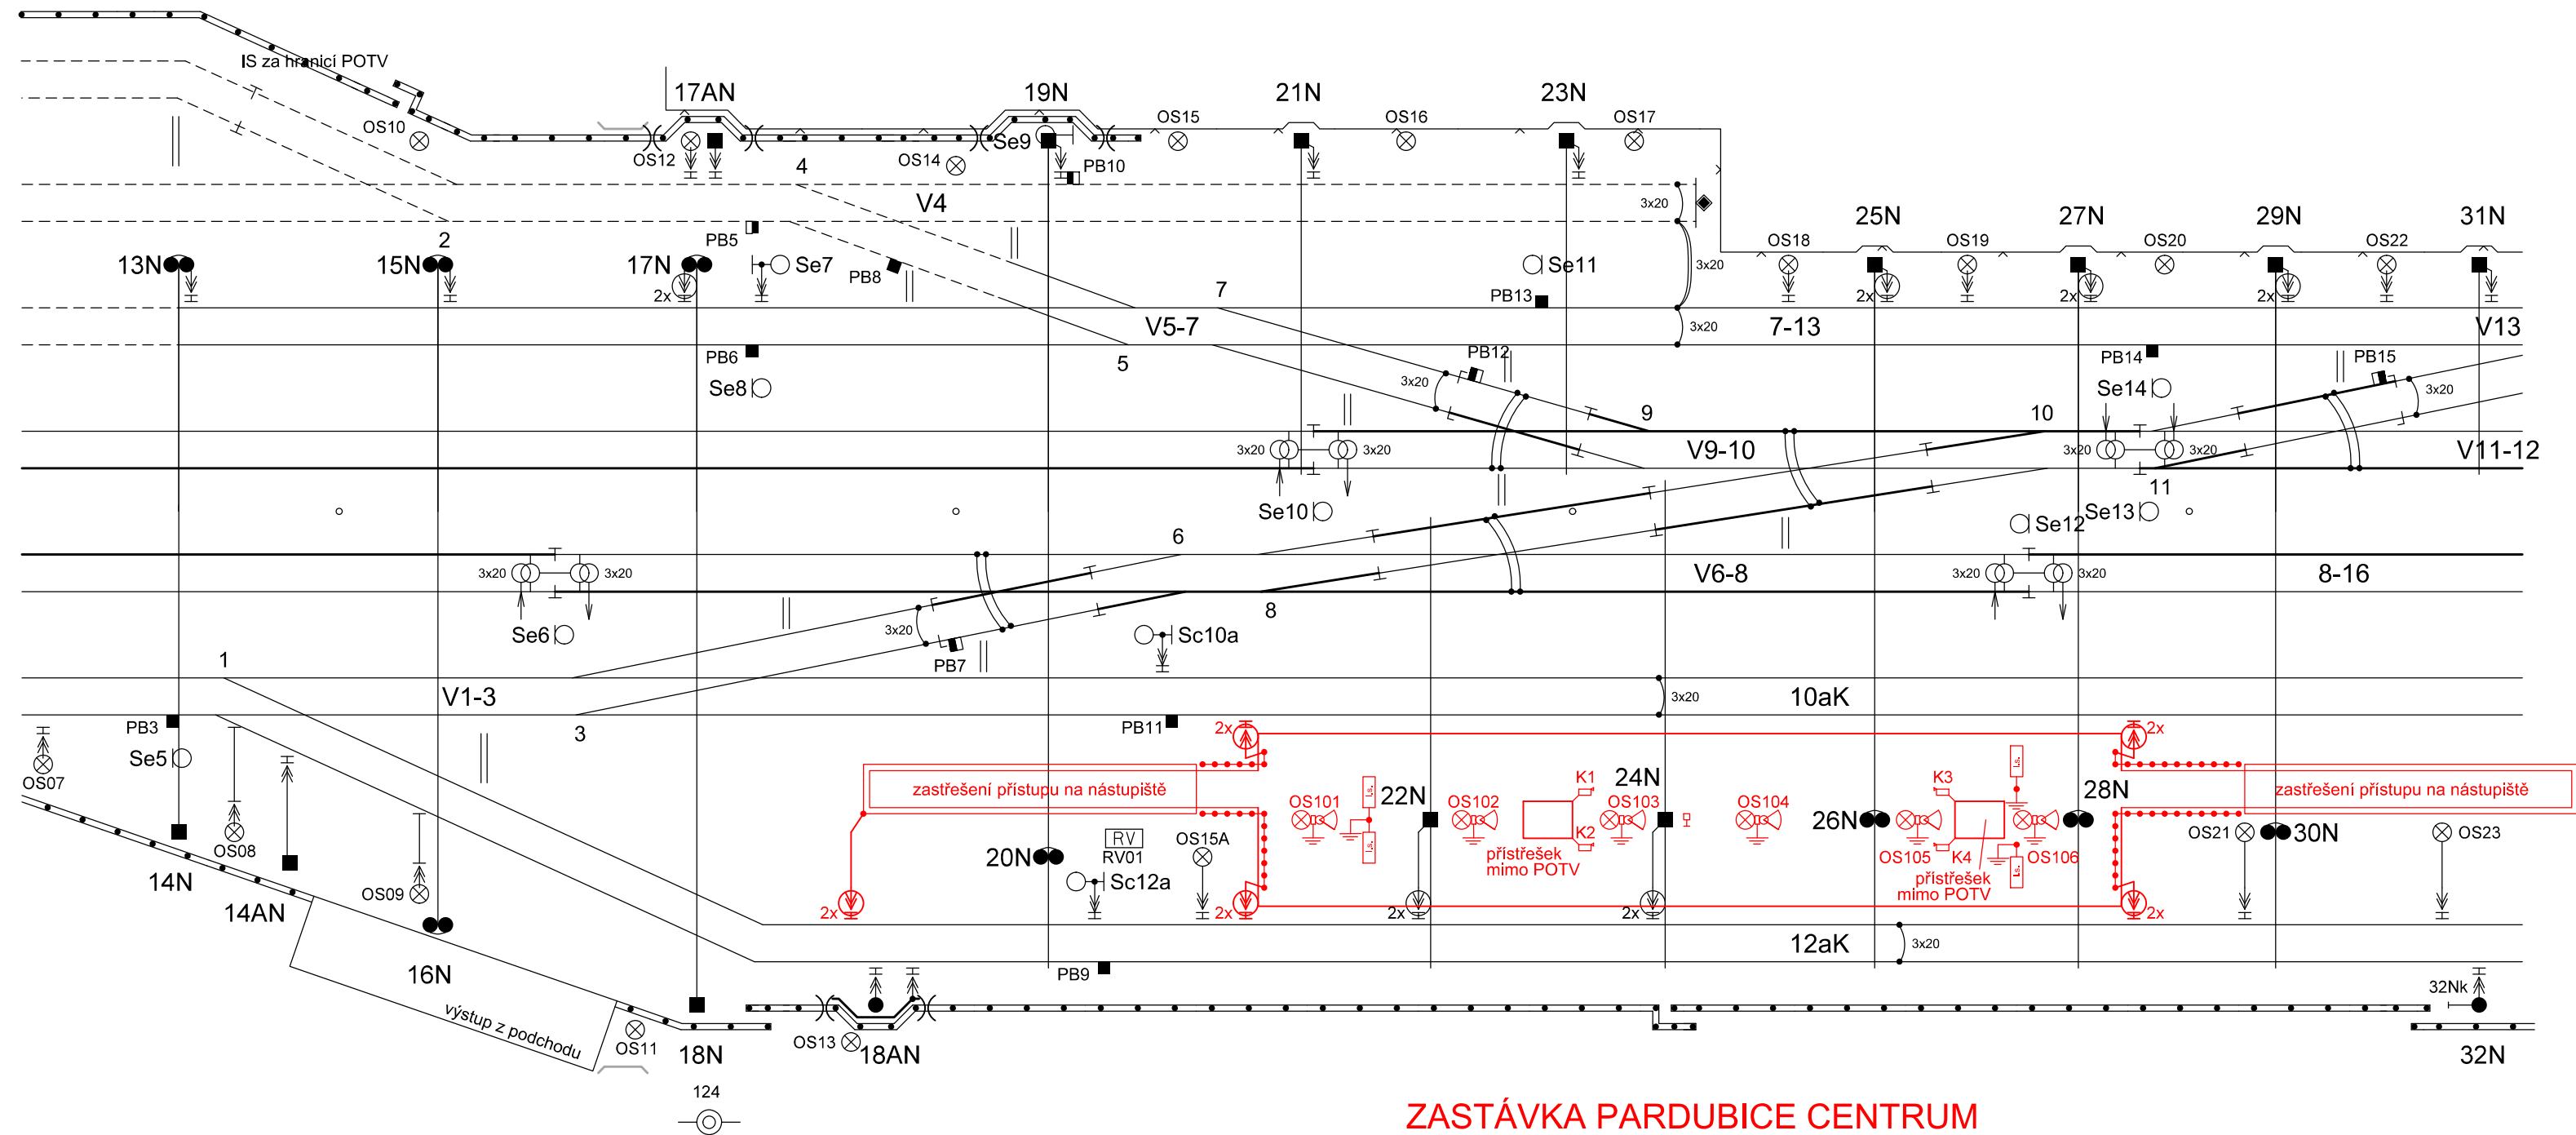 IS za hranicí POTV
17AN
19N
21N
23N
OS10
OS12
OS14
Se9
PB10
OS15
OS16
OS17
4
V4
3x20
2
13N
15N
17N
2x
PB5
Se7
PB8
Se11
3x20
25N
27N
29N
31N
OS18
OS19
OS20
OS22
2x
2x
2x
7
PB13
V5-7
3x20
7-13
V13
PB6
5
PB12
PB14
PB15
Se8
3x20
Se14
3x20
9
10
3x20
3x20
V9-10
3x20
3x20
V11-12
11
Se10
Se12
Se13
6
3x20
3x20
V6-8
3x20
3x20
8-16
Se6
3x20
8
Sc10a
PB7
1
V1-3
3x20
10aK
PB3
3
PB11
2x
2x
Se5
OS07
zastřešení přístupu na nástupiště
OS101
I.s.
I.s.
22N
OS102
K1
K2
24N
OS103
OS104
K3
I.s.
28N
zastřešení přístupu na nástupiště
OS08
14N
14AN
OS09
20N
RV
RV01
OS15A
Sc12a
přístřešek
mimo POTV
26N
OS105
K4
I.s.
OS106
přístřešek
mimo POTV
OS21
30N
OS23
2x
2x
2x
2x
2x
12aK
3x20
16N
PB9
32Nk
výstup z podchodu
OS11
18N
OS13
18AN
32N
124
ZASTÁVKA PARDUBICE CENTRUM